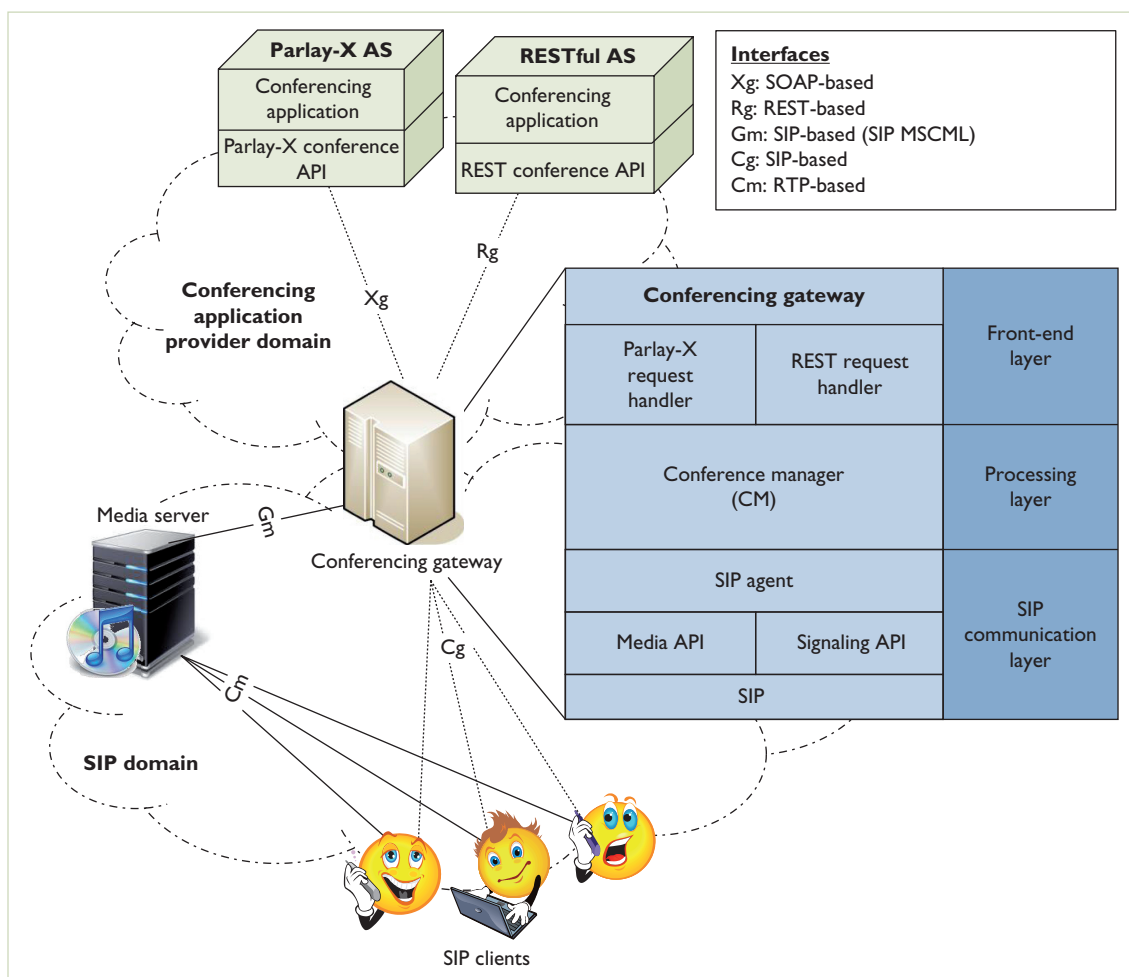 Parlay-X AS
Conferencing
application
Parlay-X conference
API
RESTful AS
Conferencing
application
REST conference API
Interfaces
Xg: SOAP-based
Rg: REST-based
Gm: SIP-based (SIP MSCML)
Cg: SIP-based
Cm: RTP-based
Rg
Xg
Conferencing
application
provider domain
Conferencing gateway
Parlay-X
request
handler
REST request
handler
Front-end
layer
Conference manager
(CM)
Processing
layer
SIP agent
Media API
Signaling API
SIP
SIP
communication
layer
Media server
Gm
Conferencing gateway
Cg
Cm
SIP domain
SIP clients